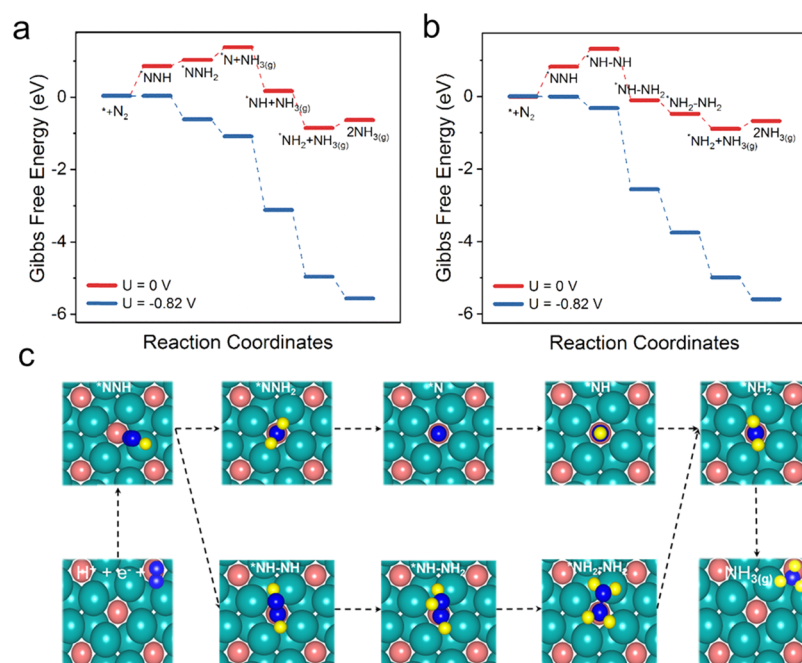 a
Gibbs Free Energy (eV)
0
-2
-4
-6
*+N₂
*NNH
*NNH₂
*N+NH₃(g)
*NH+NH₃(g)
*NH₂+NH₃(g)
2NH₃(g)
U = 0 V
U = -0.82 V
Reaction Coordinates
b
Gibbs Free Energy (eV)
0
-2
-4
-6
*+N₂
*NNH
*NH-NH
*NH-NH₂
*NH₂-NH₂
*NH₂+NH₃(g)
2NH₃(g)
U = 0 V
U = -0.82 V
Reaction Coordinates
c
*NNH
*NNH₂
*N
*NH
*NH₂
H⁺ + e⁻ +
*NH-NH
*NH-NH₂
*NH₂-NH₂
NH₃(g)